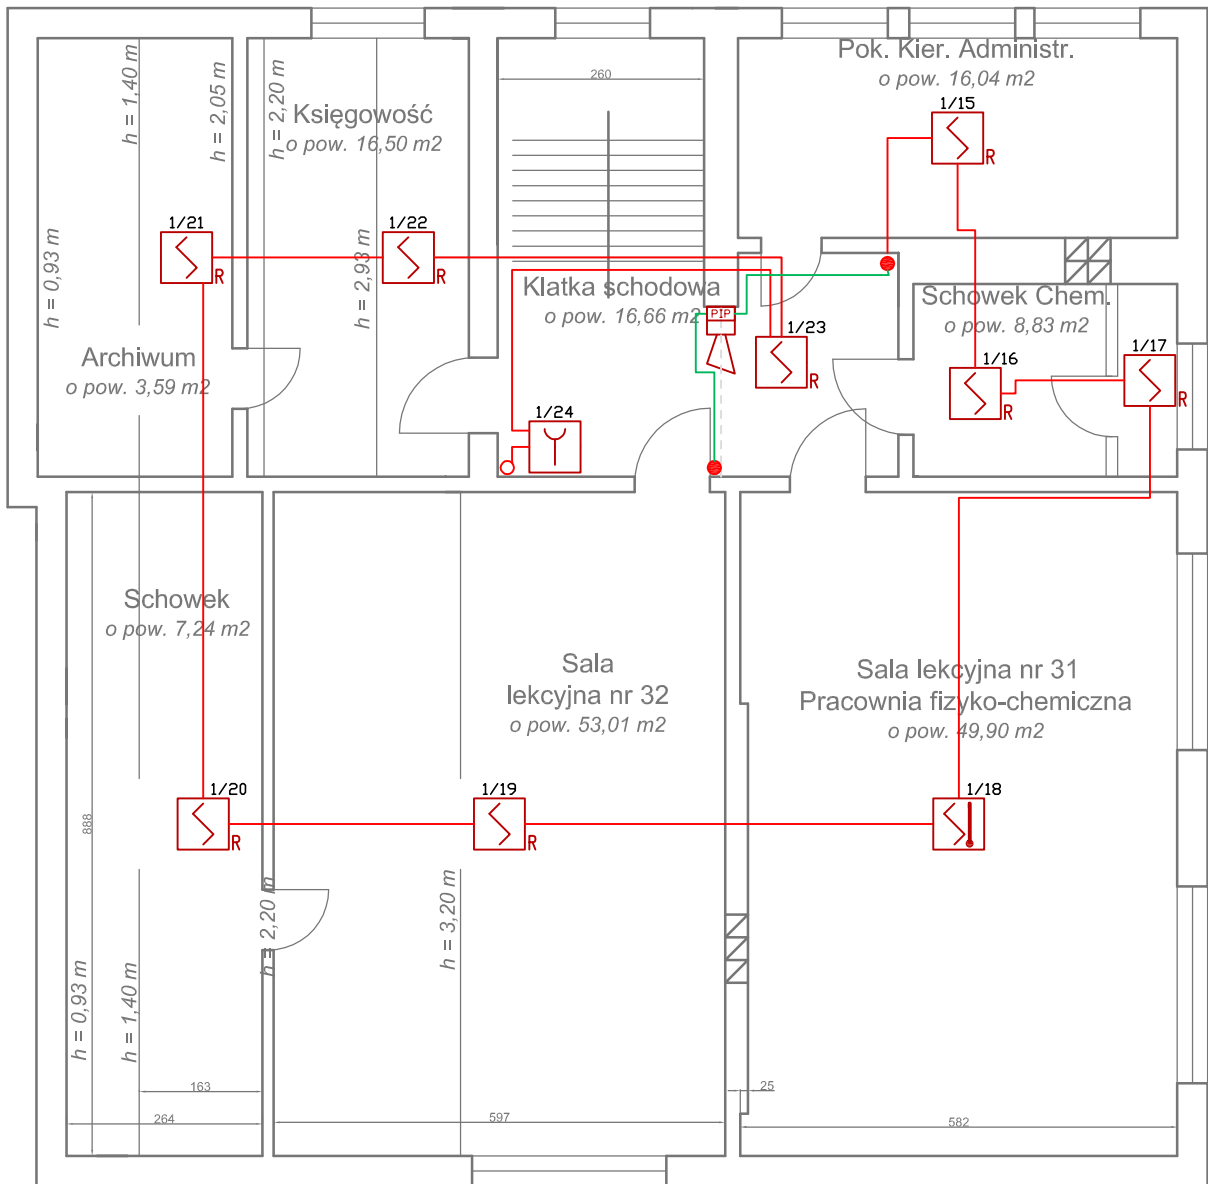 Pok. Kier. Administr.
o pow. 16,04 m2
260
h = 1,40 m
h = 2,05 m
h = 2,20 m
Księgowość
o pow. 16,50 m2
1/15
R
1/21
R
1/22
R
h = 0,93 m
h = 2,93 m
Klatka schodowa
o pow. 16,66 m2
PIP
Schowek Chem.
o pow. 8,83 m2
1/23
R
1/16
R
1/17
R
Archiwum
o pow. 3,59 m2
1/24
Schowek
o pow. 7,24 m2
Sala
lekcyjna nr 32
o pow. 53,01 m2
Sala lekcyjna nr 31
Pracownia fizyko-chemiczna
o pow. 49,90 m2
1/20
R
1/19
R
1/18
888
h = 0,93 m
h = 1,40 m
h = 2,20 m
h = 3,20 m
163
264
597
25
582